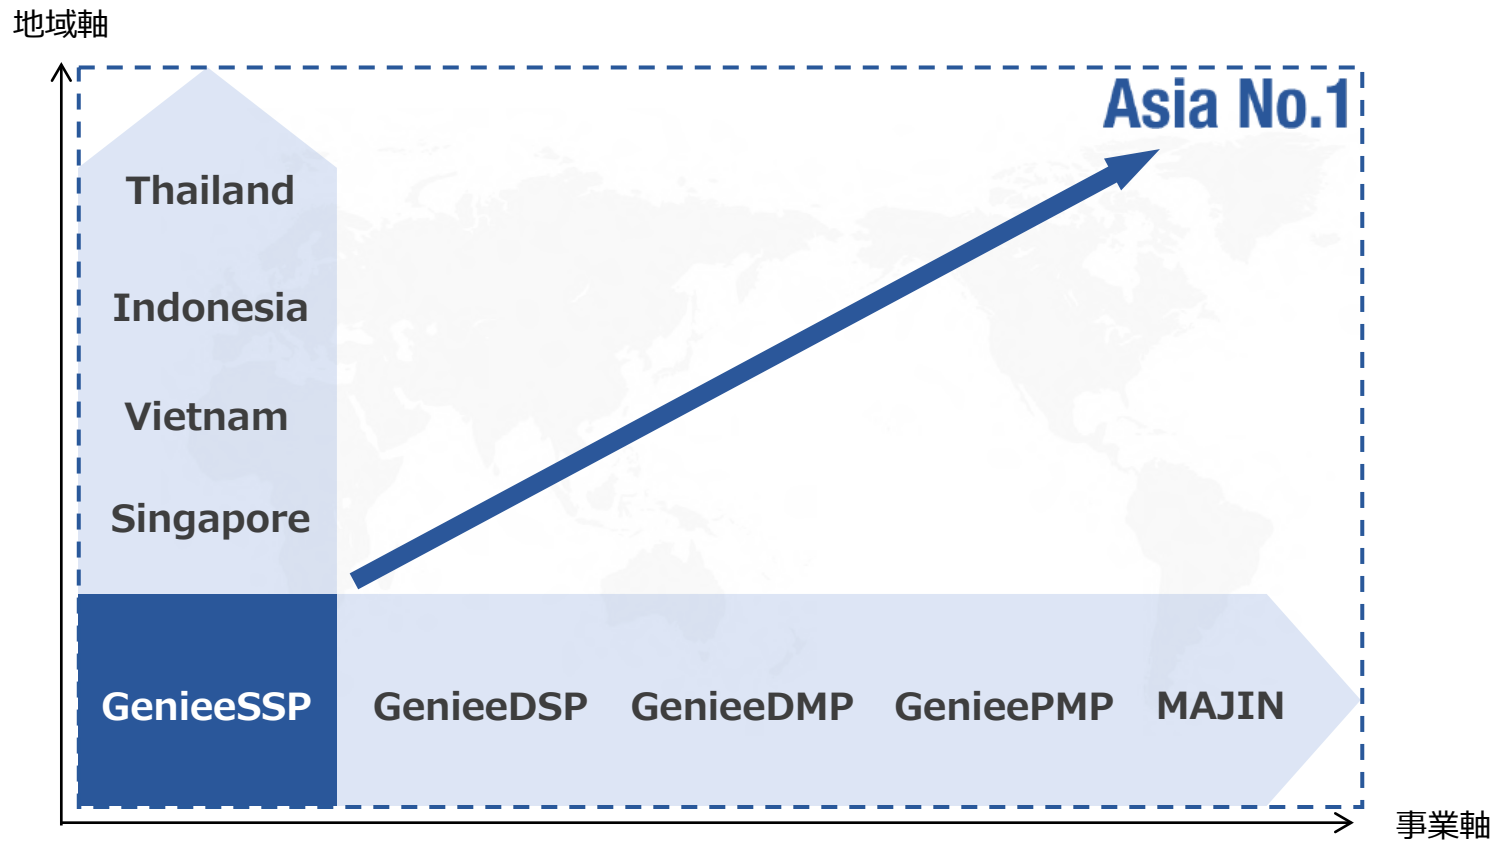 地域軸
Asia No.1
Thailand
Indonesia
Vietnam
Singapore
GenieeSSP GenieeDSP GenieeDMP GenieePMP MAJIN
事業軸